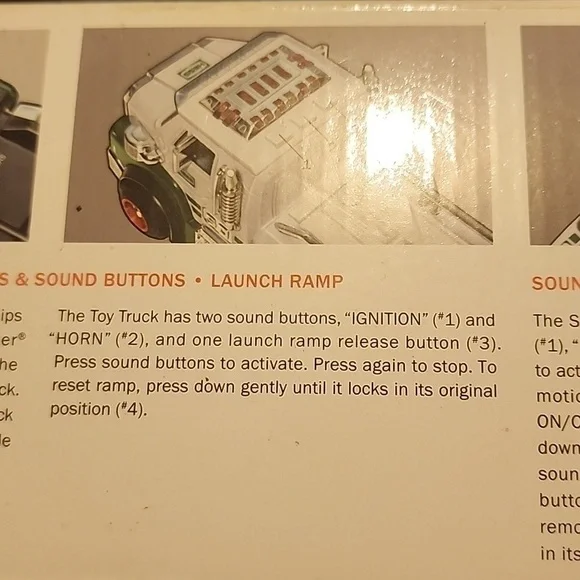 S & SOUND BUTTONS • LAUNCH RAMP
The Toy Truck has two sound buttons, “IGNITION” (#1) and
“HORN” (#2), and one launch ramp release button (#3).
Press sound buttons to activate. Press again to stop. To
reset ramp, press down gently until it locks in its original
position (#4).
ips
er®
he
ck.
ck
le
SOUN
The S
(#1), “
to act
motio
ON/O
down
soun
butto
remo
in its